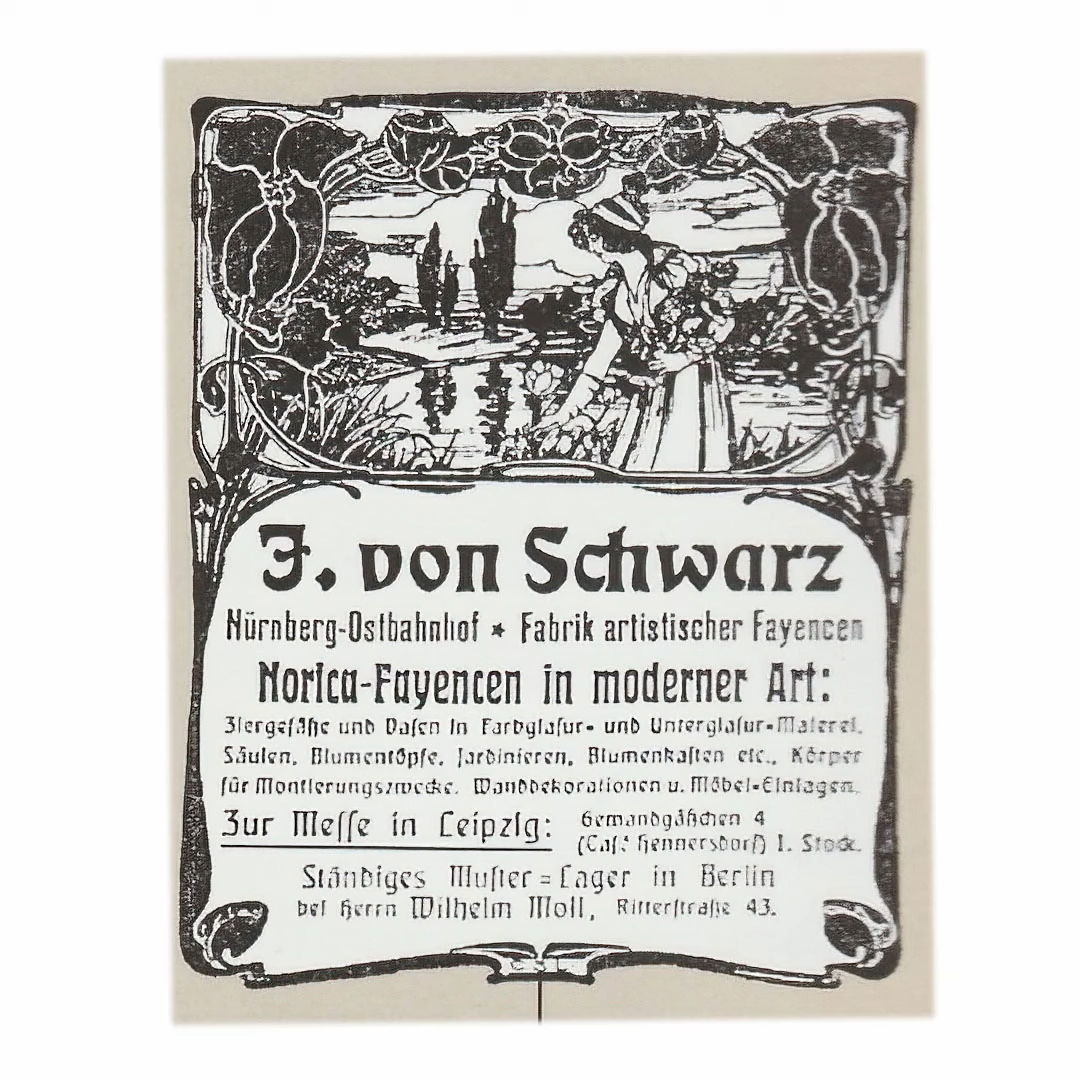 J. von Schwarz
Nürnberg-Ostbahnhof * Fabrik artistischer Fayencen
Norica-Fayencen in moderner Art:
Ziergefäße und Vasen in Farbglasur- und Unterglasur-Malerei,
Säulen, Blumentöpfe, Jardinieren, Blumenkasten etc., Körper
für Montierungszwecke, Wanddekorationen u. Möbel-Einlagen.
Zur Messe in Leipzig:
Gewandgäßchen 4
(Café Hennersdorf) I. Stock.
Ständiges Muster-Lager in Berlin
bei Herrn Wilhelm Moll, Ritterstraße 43.